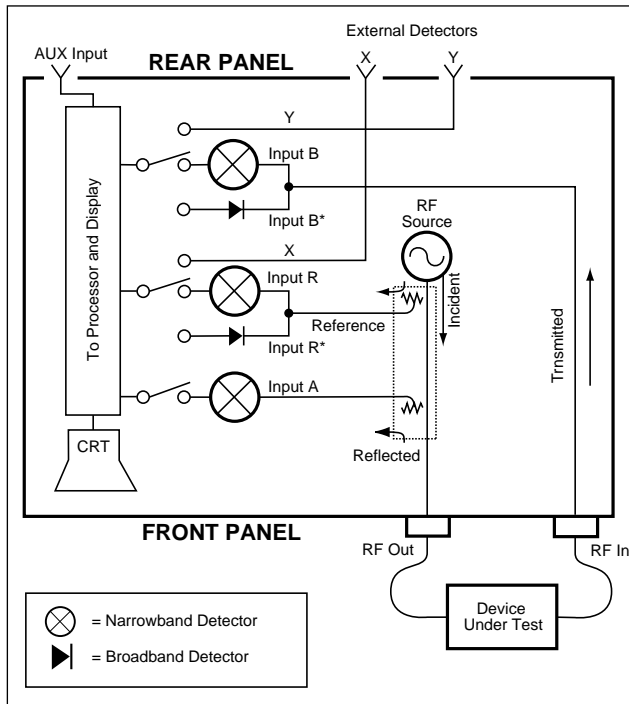 External Detectors
AUX Input
REAR PANEL
X
Y
Y
Input B
Input B*
X
RF
Source
Input R
Reference
Input R*
Incident
Input A
Reflected
Trnsmitted
To Processor and Display
CRT
FRONT PANEL
RF Out
RF In
Device
Under Test
= Narrowband Detector
= Broadband Detector